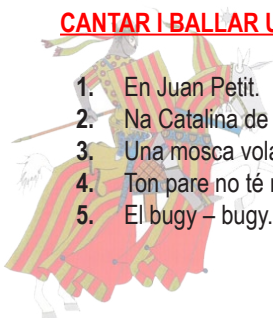 CANTAR I BALLAR
1. En Juan Petit.
2. Na Catalina de
3. Una mosca
4. Ton pare no té
5. El bugy – bugy.